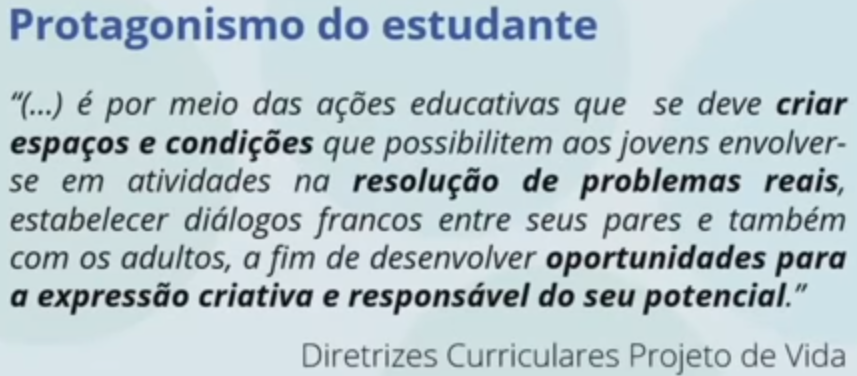 Protagonismo do estudante
“(...) é por meio das ações educativas que se deve criar
espaços e condições que possibilitem aos jovens envolver-
se em atividades na resolução de problemas reais,
estabelecer diálogos francos entre seus pares e também
com os adultos, a fim de desenvolver oportunidades para
a expressão criativa e responsável do seu potencial.”
Diretrizes Curriculares Projeto de Vida